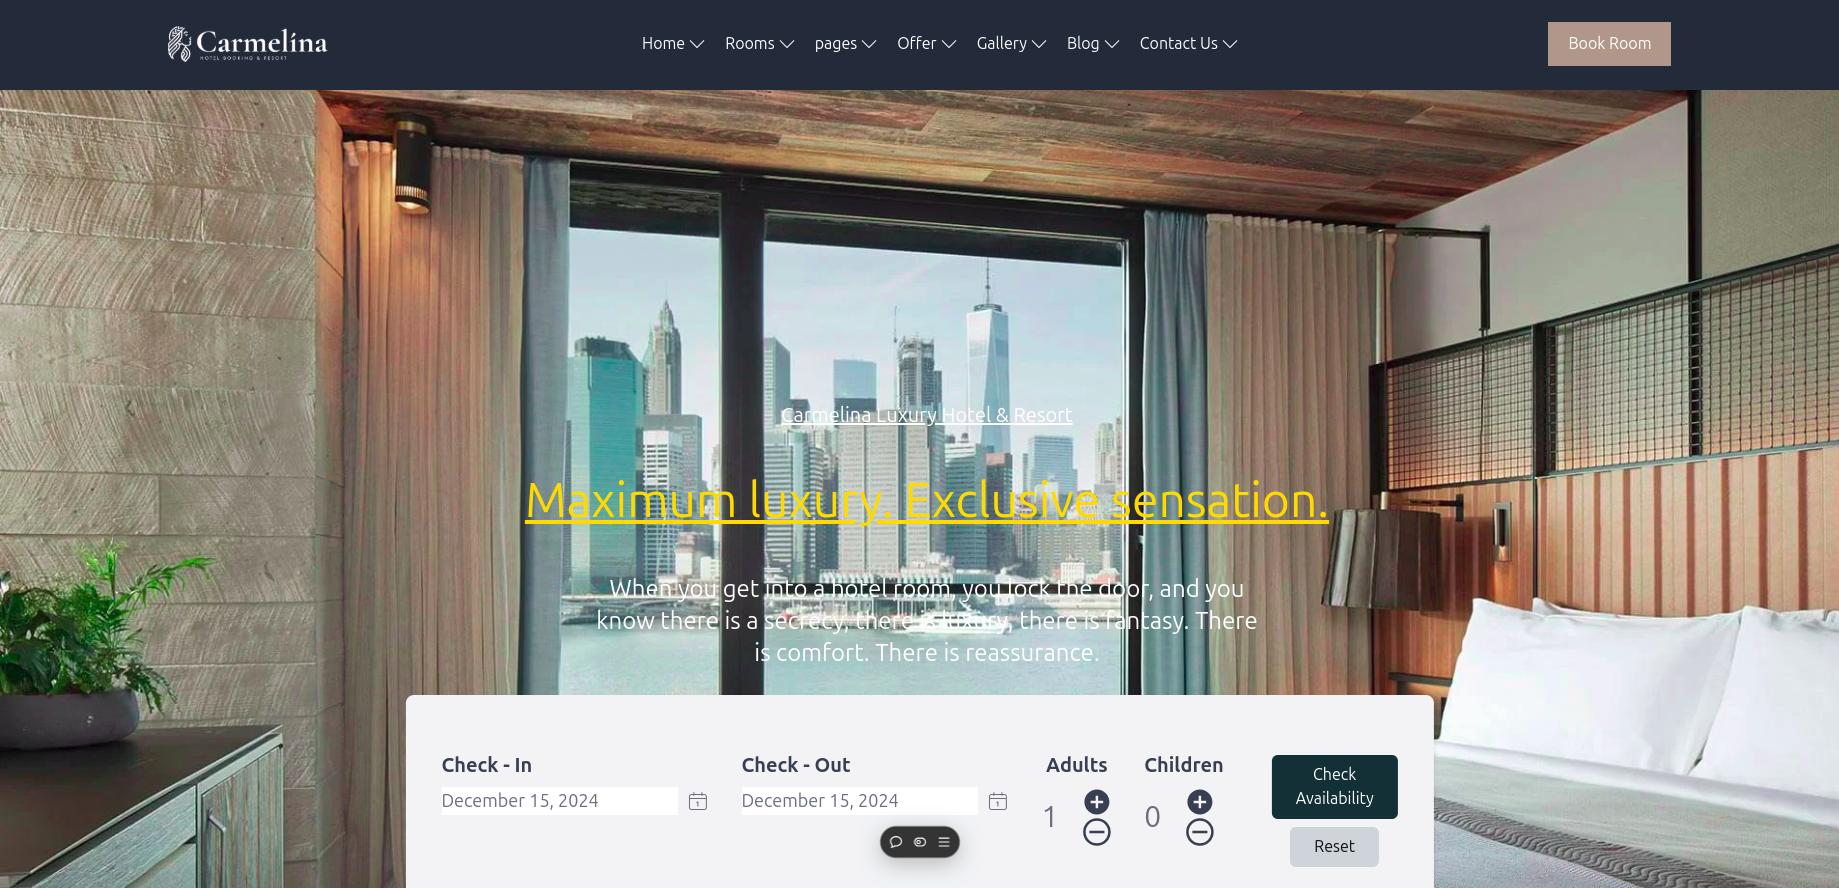 Carmelina
HOTEL BOOKING & RESORT
Home Rooms pages Offer Gallery Blog Contact Us
Book Room
Carmelina Luxury Hotel & Resort
Maximum luxury. Exclusive sensation.
When you get into a hotel room, you lock the door, and you
know there is a secrecy, there is luxury, there is fantasy. There
is comfort. There is reassurance.
Check - In
December 15, 2024
1
Check - Out
December 15, 2024
1
Adults
1
Children
0
Check
Availability
Reset